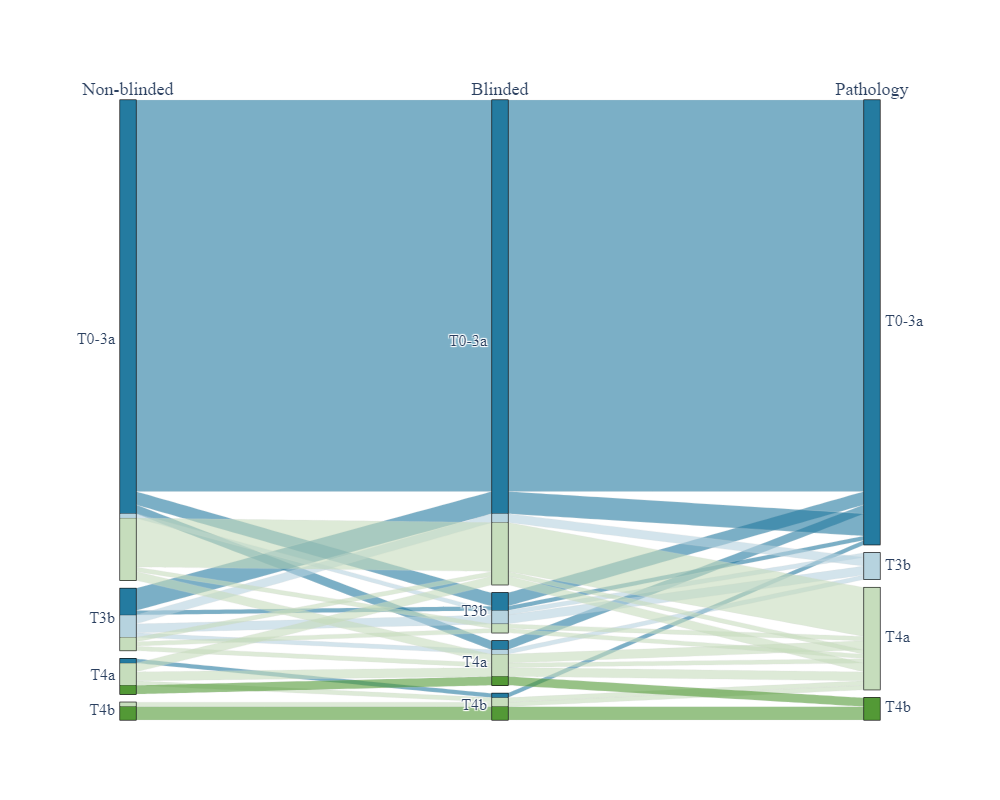 Non-blinded Blinded Pathology
T0-3a T0-3a T0-3a
T3b T3b T3b
T4a T4a T4a
T4b T4b T4b